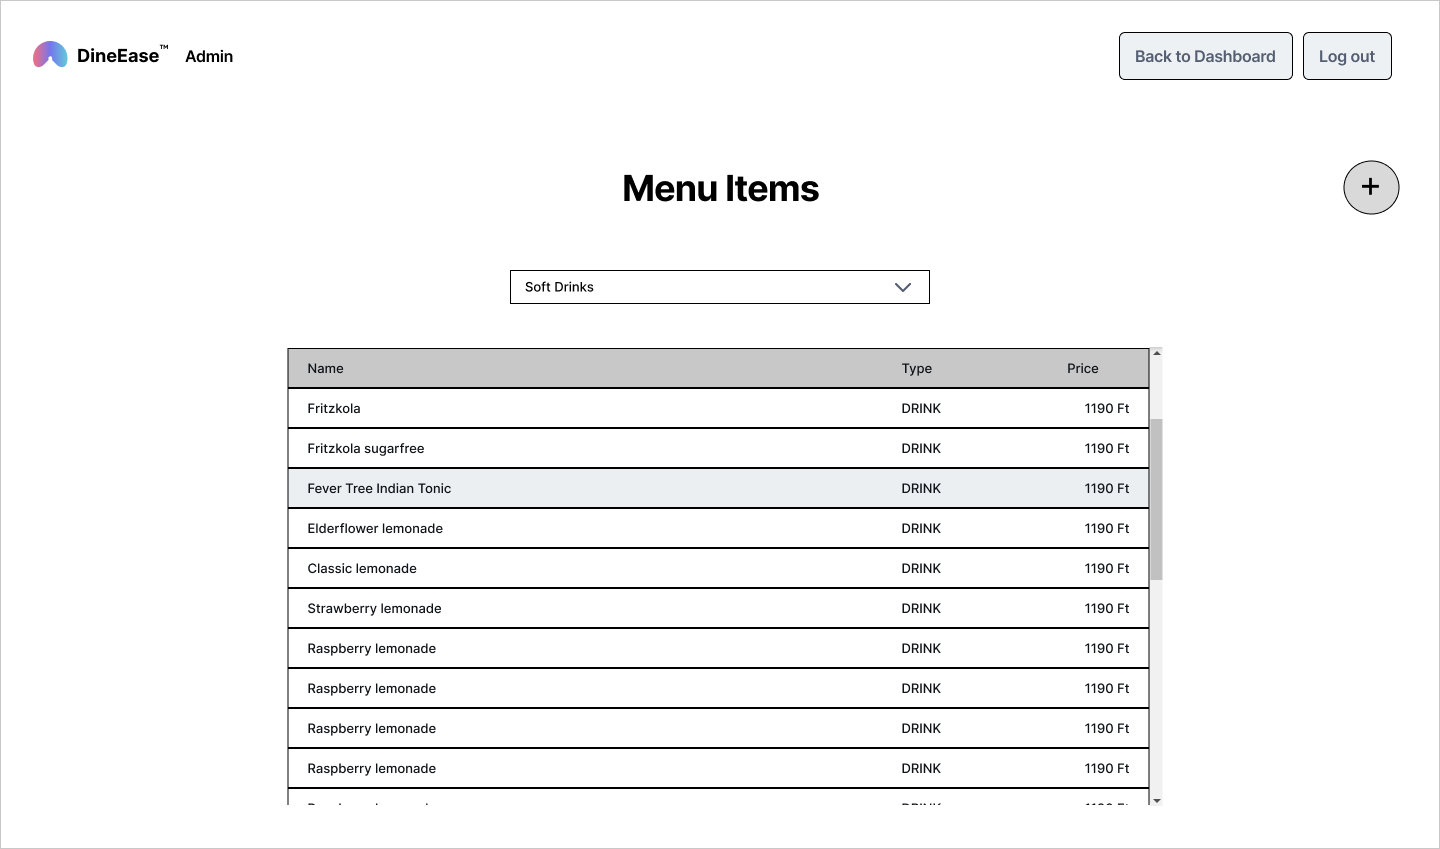 DineEase™ Admin
Back to Dashboard
Log out
Menu Items
+
Soft Drinks
Name Type Price
Fritzkola DRINK 1190 Ft
Fritzkola sugarfree DRINK 1190 Ft
Fever Tree Indian Tonic DRINK 1190 Ft
Elderflower lemonade DRINK 1190 Ft
Classic lemonade DRINK 1190 Ft
Strawberry lemonade DRINK 1190 Ft
Raspberry lemonade DRINK 1190 Ft
Raspberry lemonade DRINK 1190 Ft
Raspberry lemonade DRINK 1190 Ft
Raspberry lemonade DRINK 1190 Ft